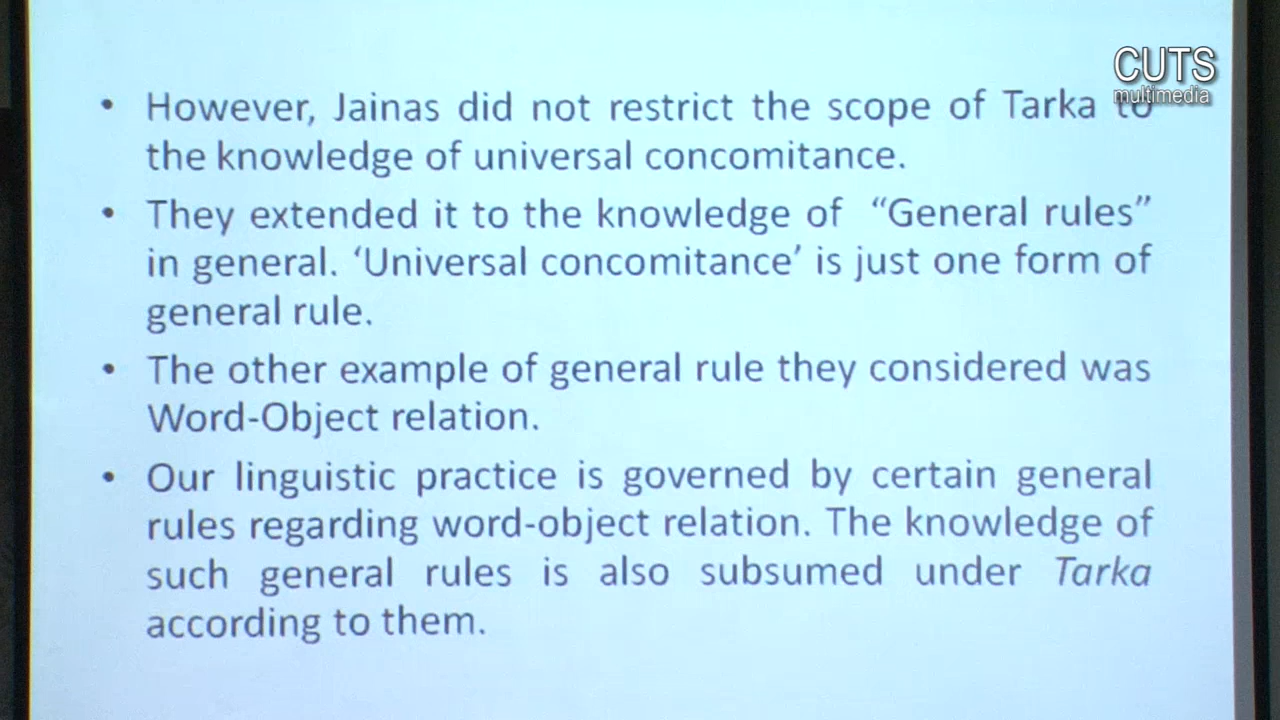 CUTS
multimedia
• However, Jainas did not restrict the scope of Tarka to
the knowledge of universal concomitance.
• They extended it to the knowledge of “General rules”
in general. ‘Universal concomitance’ is just one form of
general rule.
• The other example of general rule they considered was
Word-Object relation.
• Our linguistic practice is governed by certain general
rules regarding word-object relation. The knowledge of
such general rules is also subsumed under Tarka
according to them.